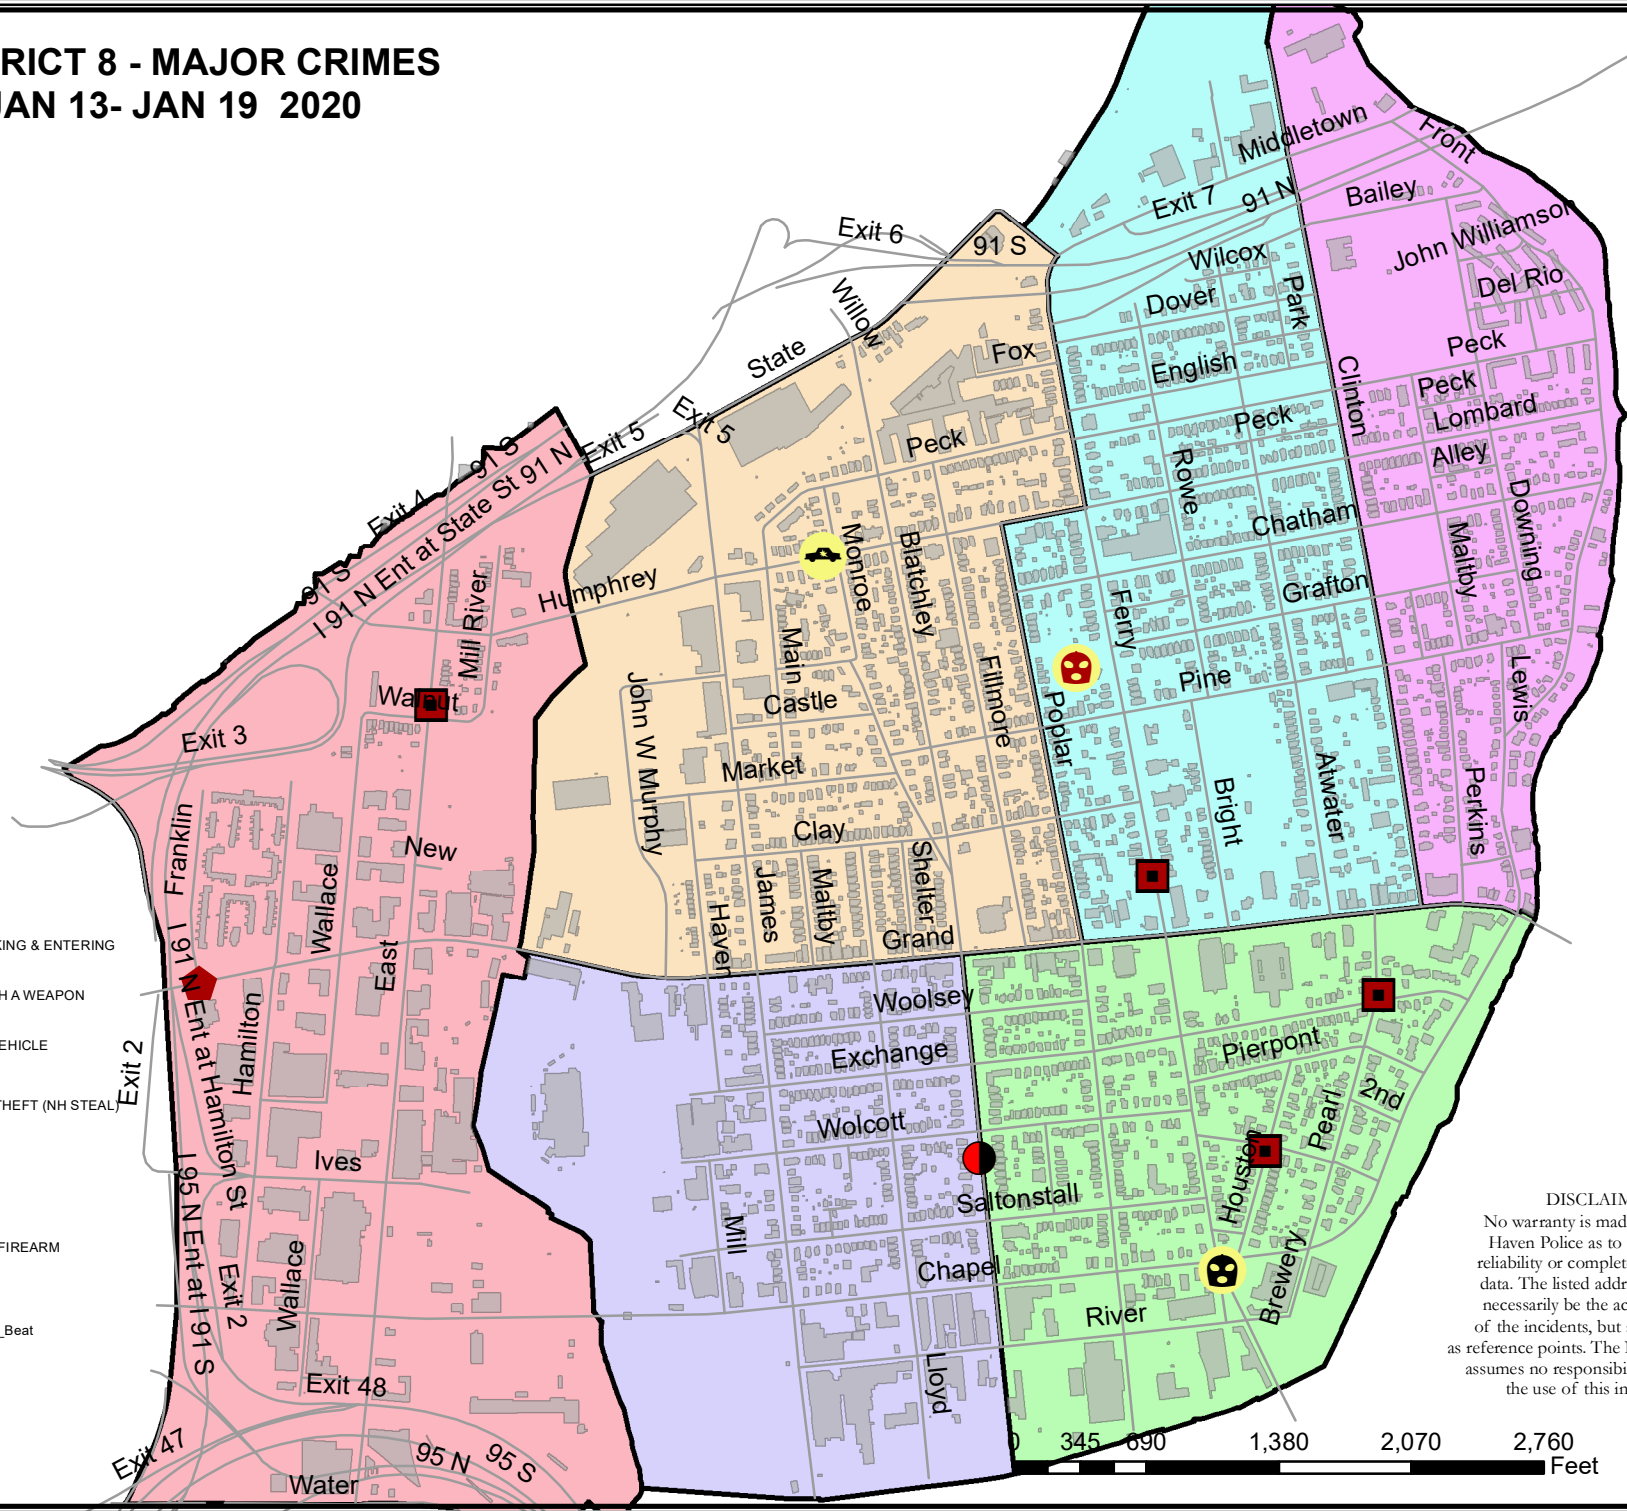 RICT 8 - MAJOR CRIMES
JAN 13- JAN 19 2020
Middletown
Front
Exit 7
91 N
Bailey
Exit 6
91 S
John Williamson
Wilcox
Del Rio
Dover
Park
Willow
State
Fox
Peck
English
Clinton
Peck
Lombard
Exit 5
Exit 5
Peck
Peck
Alley
91 S
91 N
Rowe
Exit 4
I 91 N Ent at State St
Chatham
Downing
Maltby
Monroe
Blatchley
91 S
Humphrey
Mill River
Grafton
Ferry
Main
Fillmore
Pine
Lewis
Walnut
Castle
John W Murphy
Poplar
Exit 3
Market
Atwater
Bright
Perkins
Franklin
New
Clay
Shelter
Wallace
James
Maltby
Haven
Grand
KING & ENTERING
East
I 91 N Ent at Hamilton St
H A WEAPON
Hamilton
Woolsey
EHICLE
Exit 2
Exchange
Pierpont
THEFT (NH STEAL)
Wolcott
Pearl
2nd
Houston
Ives
Saltonstall
I 95 N Ent at I 91 S
Mill
FIREARM
Exit 2
Wallace
Chapel
Brewery
River
_Beat
Lloyd
Exit 48
Exit 47
95 N
95 S
Water
DISCLAIM
No warranty is mad
Haven Police as to
reliability or complet
data. The listed addr
necessarily be the ac
of the incidents, but
as reference points. The
assumes no responsibi
the use of this in
0 345 690 1,380 2,070 2,760
Feet